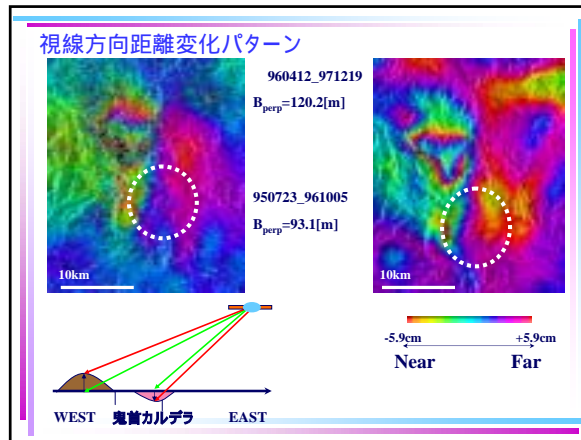 視線方向距離変化パターン
960412_971219
Bperp=120.2[m]
950723_961005
Bperp=93.1[m]
10km
10km
-5.9cm +5.9cm
Near Far
WEST 鬼首カルデラ EAST